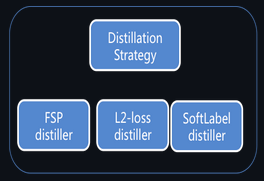 Distillation
Strategy
FSP
distiller
L2-loss
distiller
SoftLabel
distiller